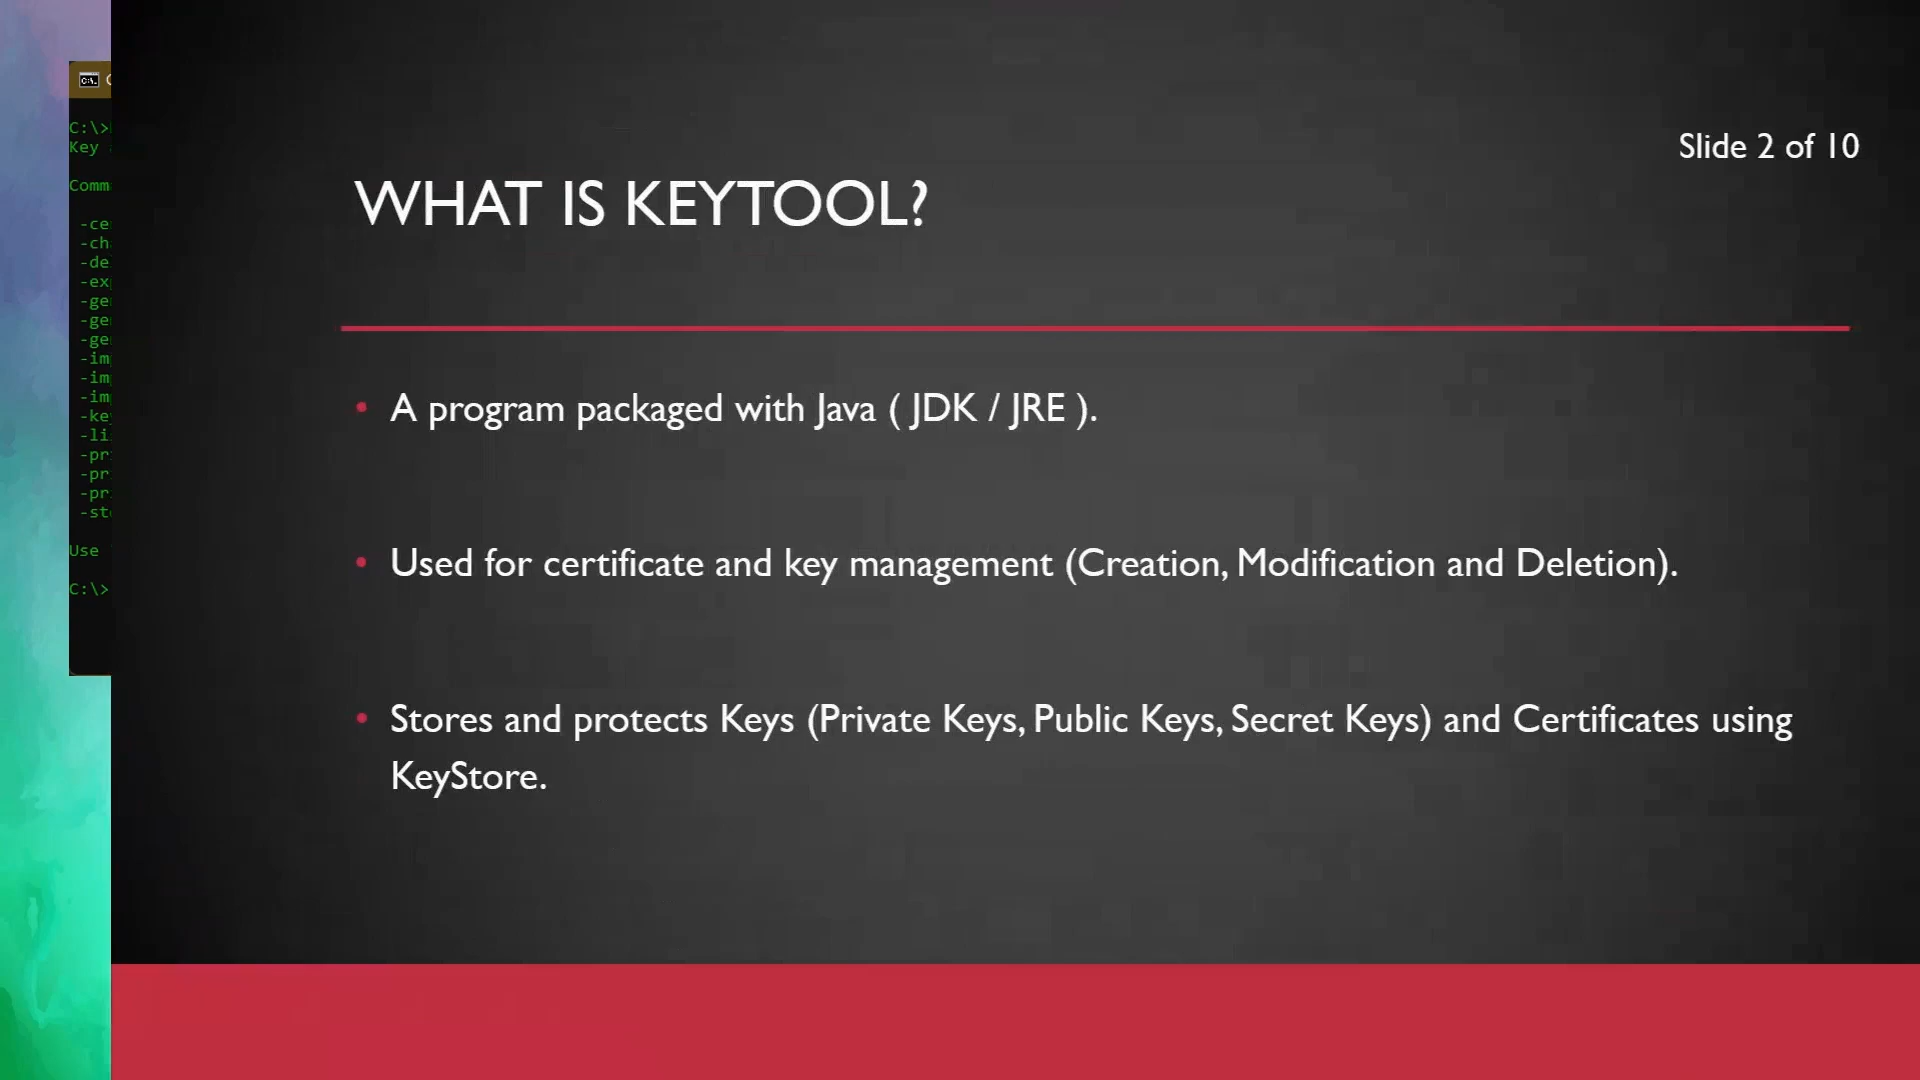 Slide 2 of 10
WHAT IS KEYTOOL?
• A program packaged with Java ( JDK / JRE ).
• Used for certificate and key management (Creation, Modification and Deletion).
• Stores and protects Keys (Private Keys, Public Keys, Secret Keys) and Certificates using
KeyStore.
C:\>
Key
Comm
-ce
-ch
-de
-ex
-ge
-ge
-ge
-im
-im
-im
-ke
-li
-pr
-pr
-pr
-st
Use
C:\>